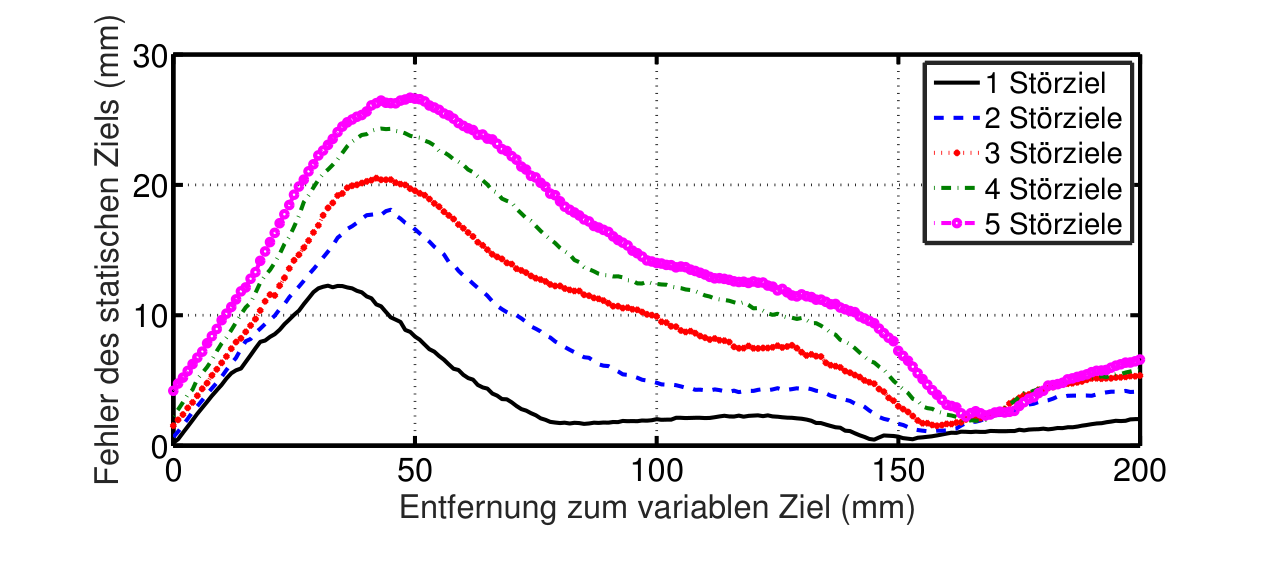 Fehler des statischen Ziels (mm)
30
20
10
0
1 Störziel
2 Störziele
3 Störziele
4 Störziele
5 Störziele
0 50 100 150 200
Entfernung zum variablen Ziel (mm)